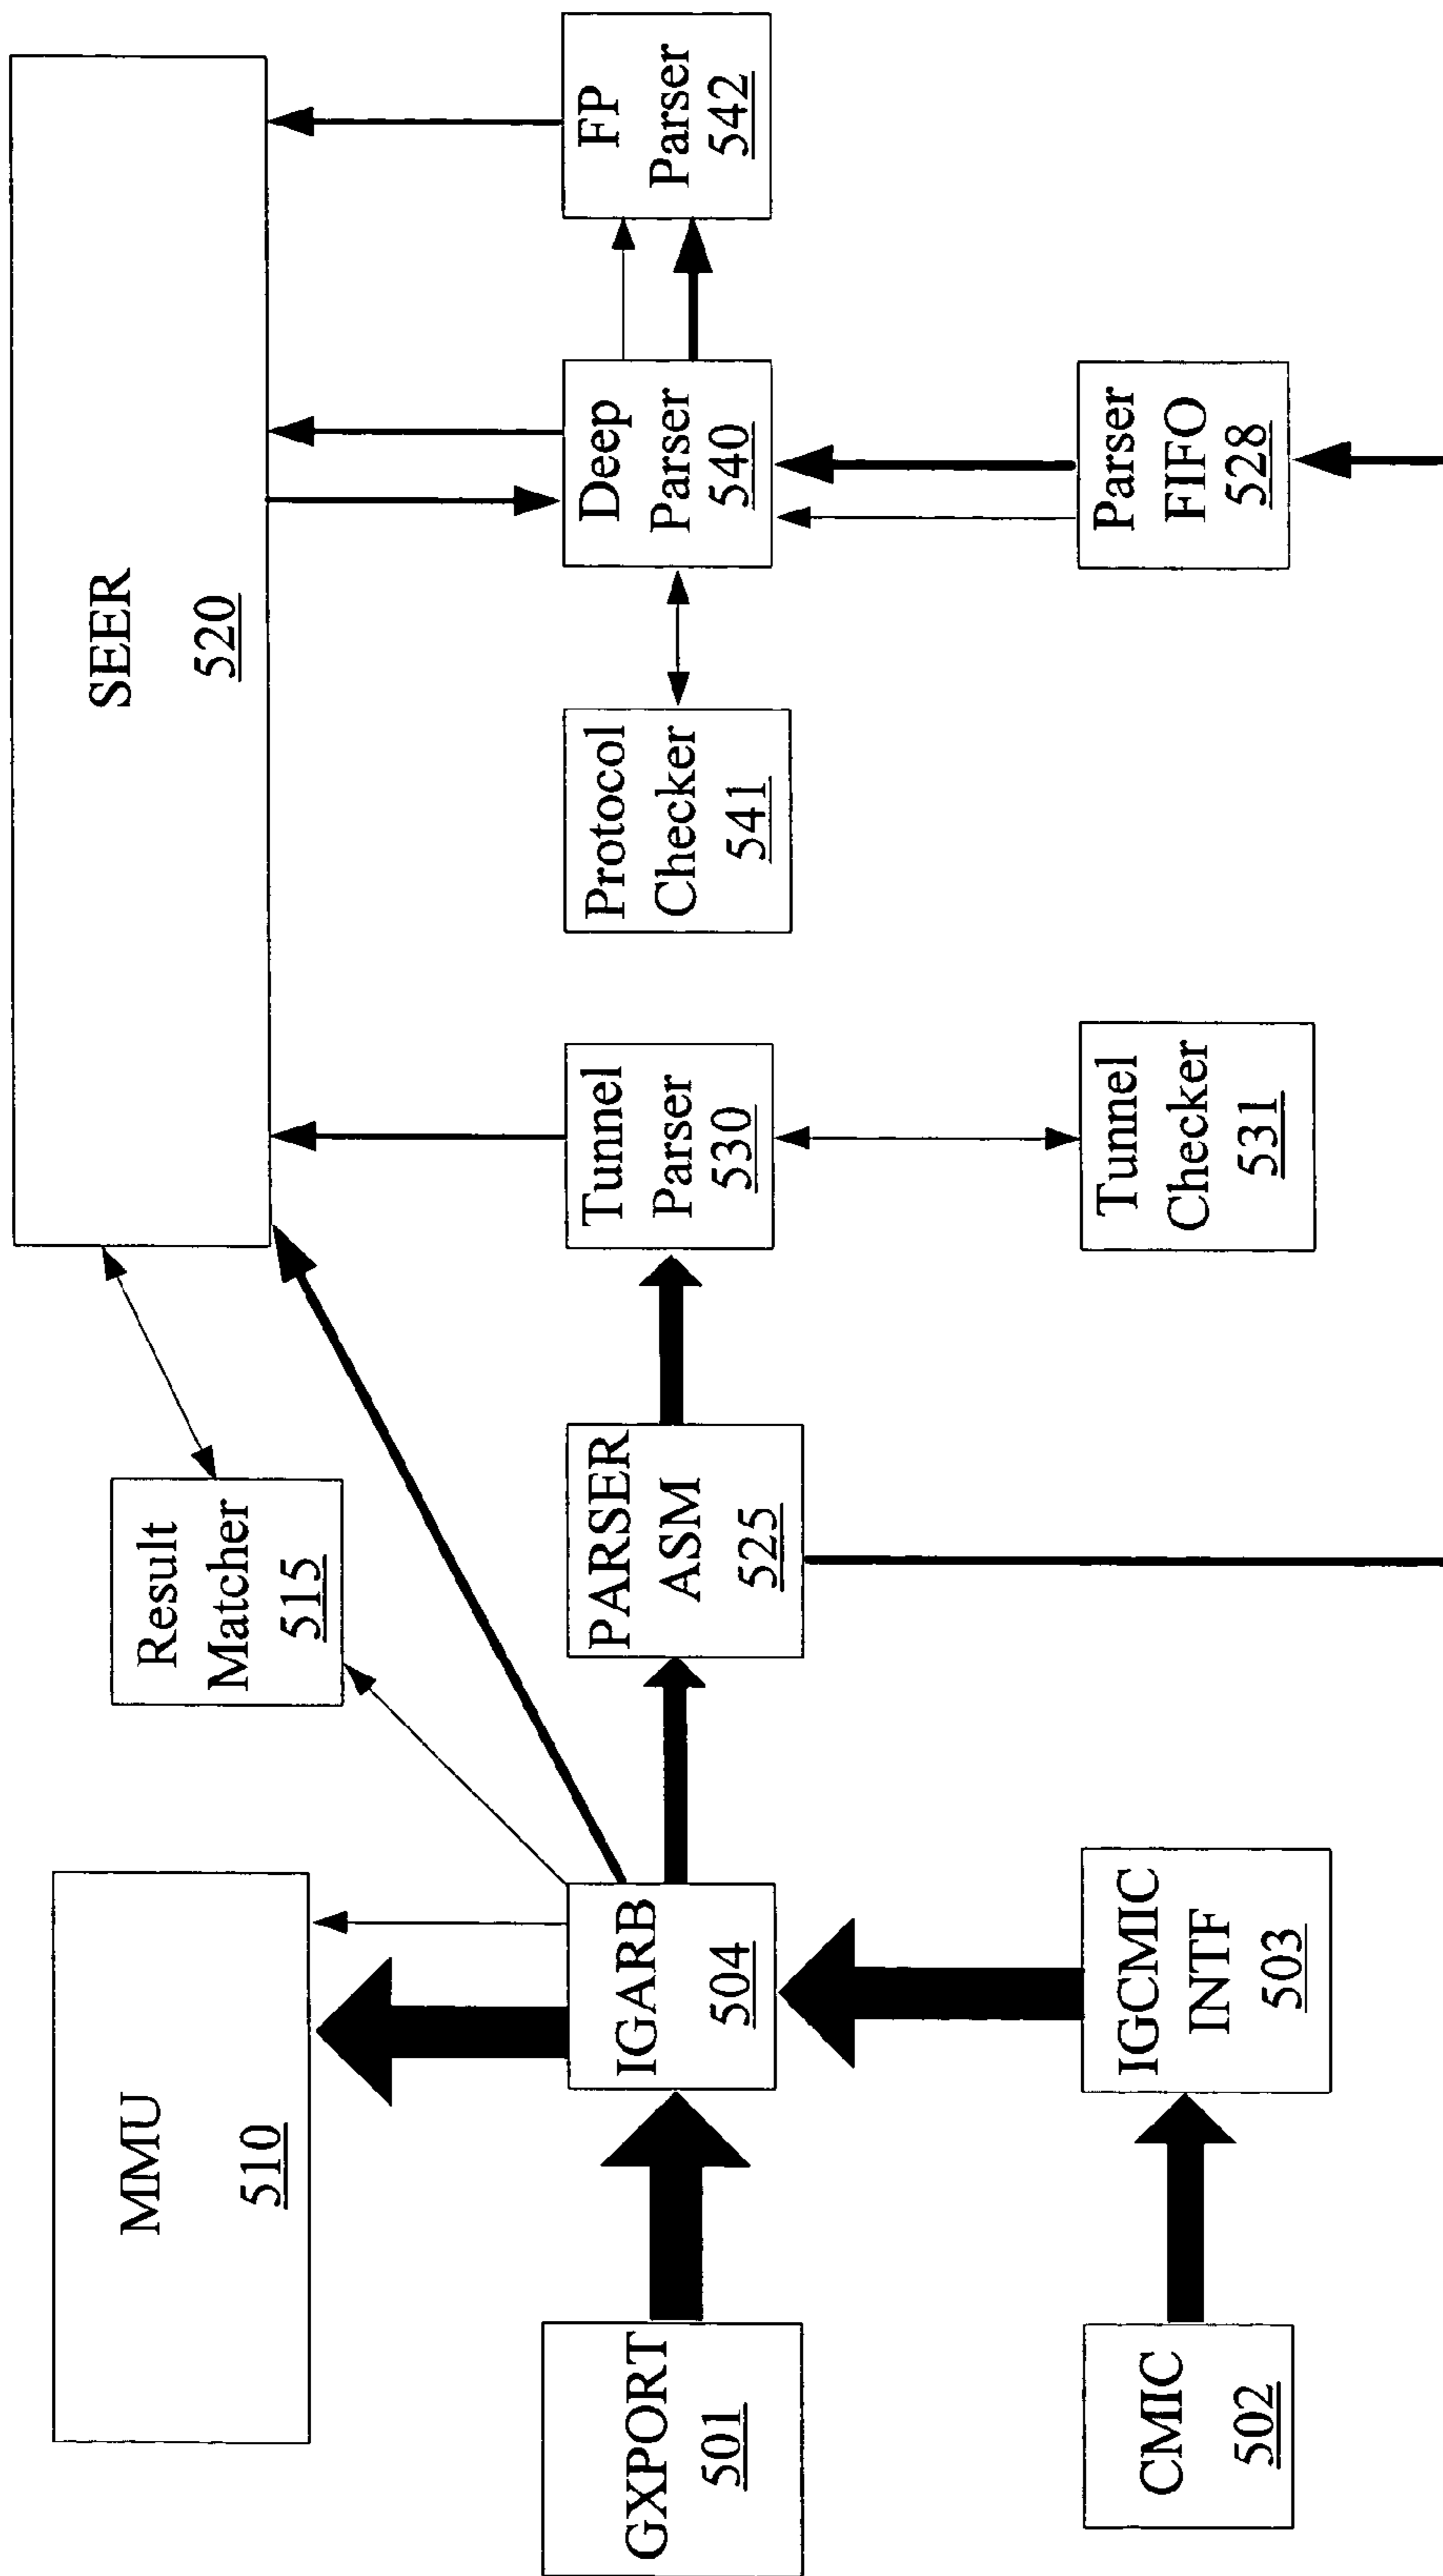 MMU
510
SEER
520
Result
Matcher
515
GXPORT
501
IGARB
504
PARSER
ASM
525
Tunnel
Parser
530
Protocol
Checker
541
Deep
Parser
540
FP
Parser
542
CMIC
502
IGCMIC
INTF
503
Tunnel
Checker
531
Parser
FIFO
528